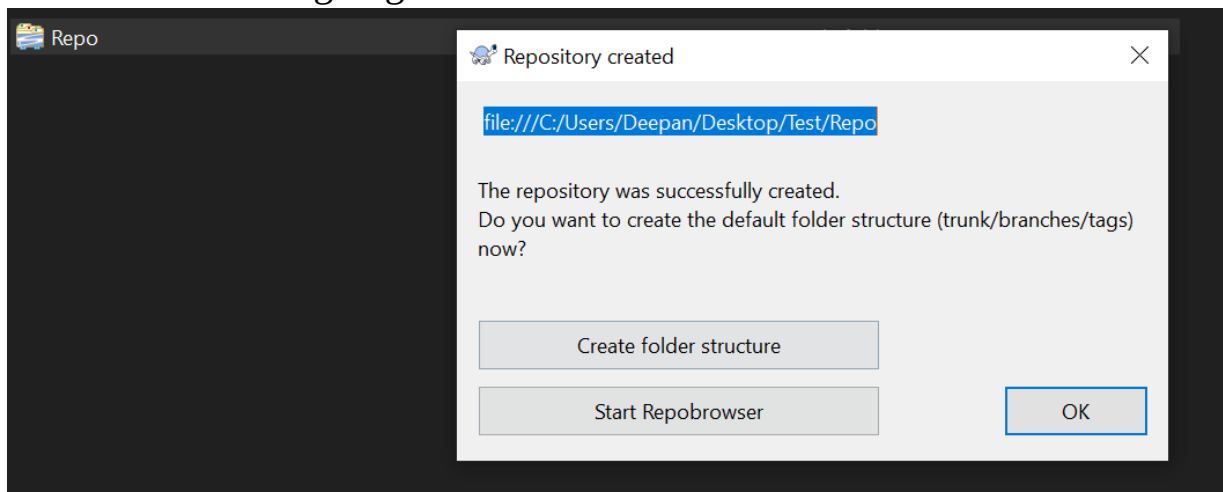 Repo
Repository created
file:///C:/Users/Deepan/Desktop/Test/Repo
The repository was successfully created.
Do you want to create the default folder structure (trunk/branches/tags)
now?
Create folder structure
Start Repobrowser
OK